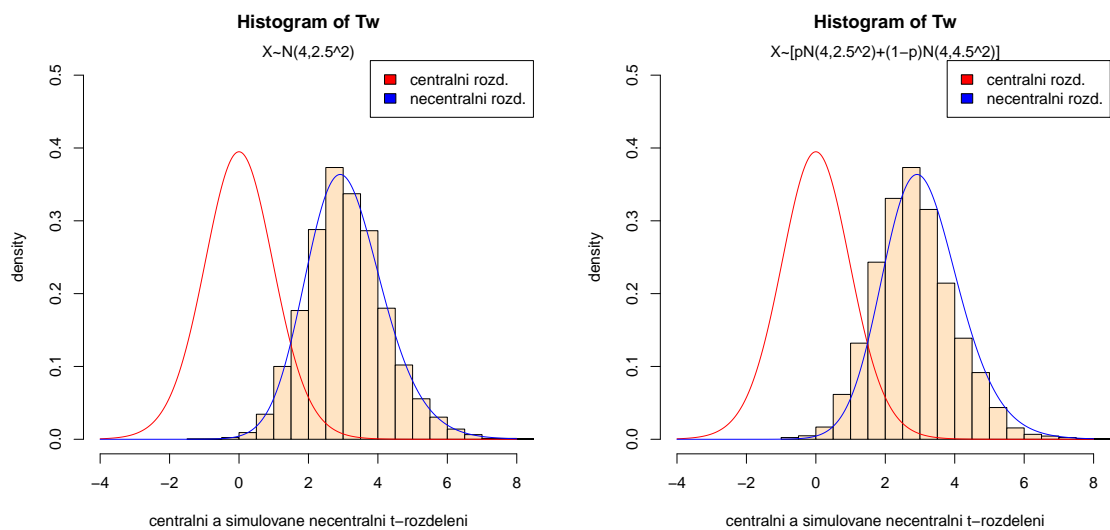 Histogram of Tw
X~N(4,2.5^2)
centralni rozd.
necentralni rozd.
density
0.0
0.1
0.2
0.3
0.4
0.5
−4
−2
0
2
4
6
8
centralni a simulovane necentralni t−rozdeleni
Histogram of Tw
X~[pN(4,2.5^2)+(1−p)N(4,4.5^2)]
centralni rozd.
necentralni rozd.
density
0.0
0.1
0.2
0.3
0.4
0.5
−4
−2
0
2
4
6
8
centralni a simulovane necentralni t−rozdeleni